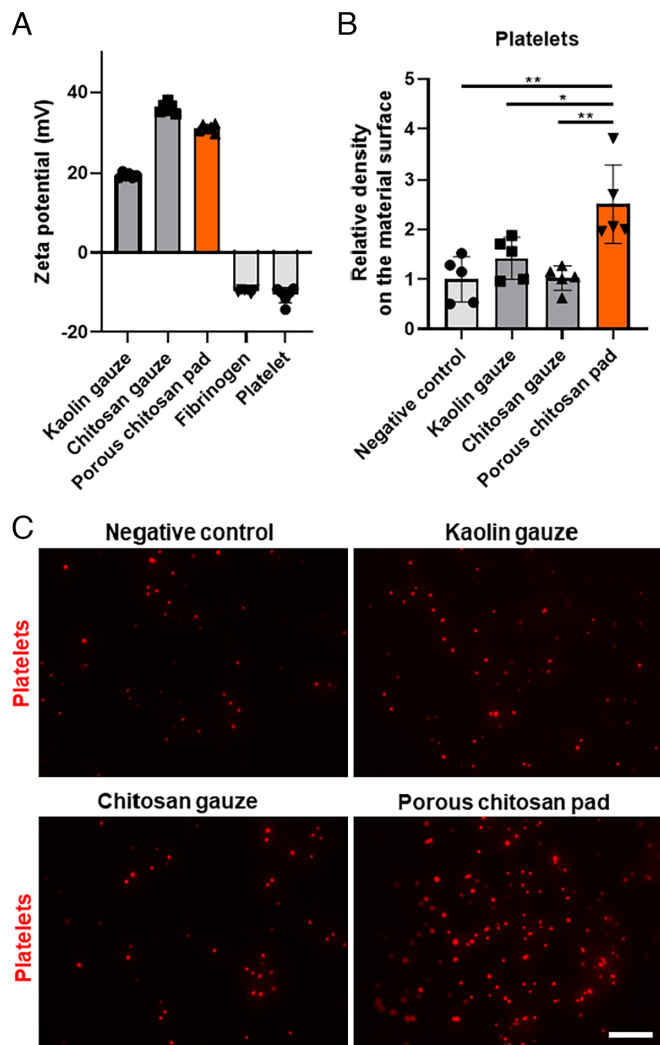 A
Zeta potential (mV)
40
20
0
-20
Kaolin gauze
Chitosan gauze
Porous chitosan pad
Fibrinogen
Platelet
B
Platelets
Relative density
on the material surface
5
4
3
2
1
0
**
*
**
Negative control
Kaolin gauze
Chitosan gauze
Porous chitosan pad
C
Negative control
Kaolin gauze
Platelets
Chitosan gauze
Porous chitosan pad
Platelets